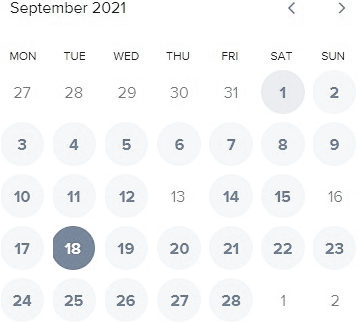 September 2021
MON TUE WED THU FRI SAT SUN
27 28 29 30 31 1 2
3 4 5 6 7 8 9
10 11 12 13 14 15 16
17 18 19 20 21 22 23
24 25 26 27 28 1 2